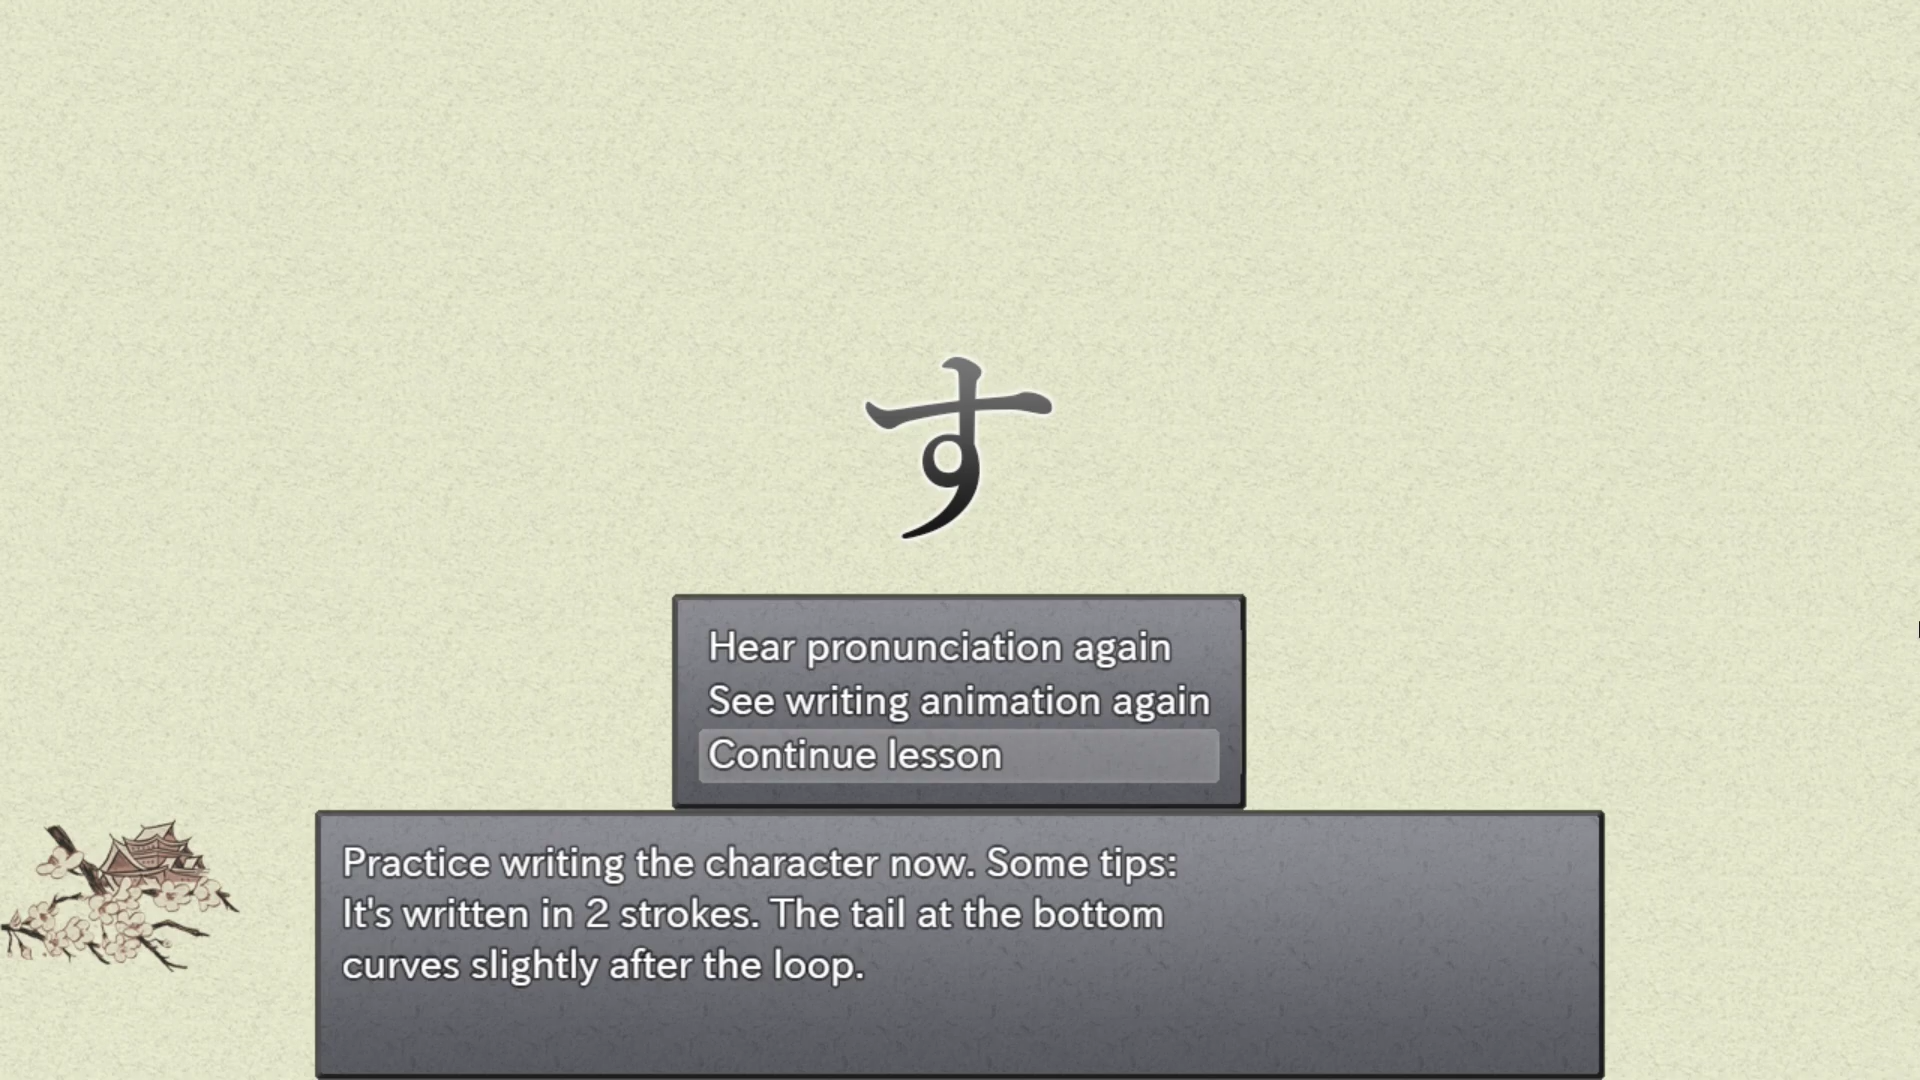 す
Hear pronunciation again
See writing animation again
Continue lesson
Practice writing the character now. Some tips:
It's written in 2 strokes. The tail at the bottom
curves slightly after the loop.